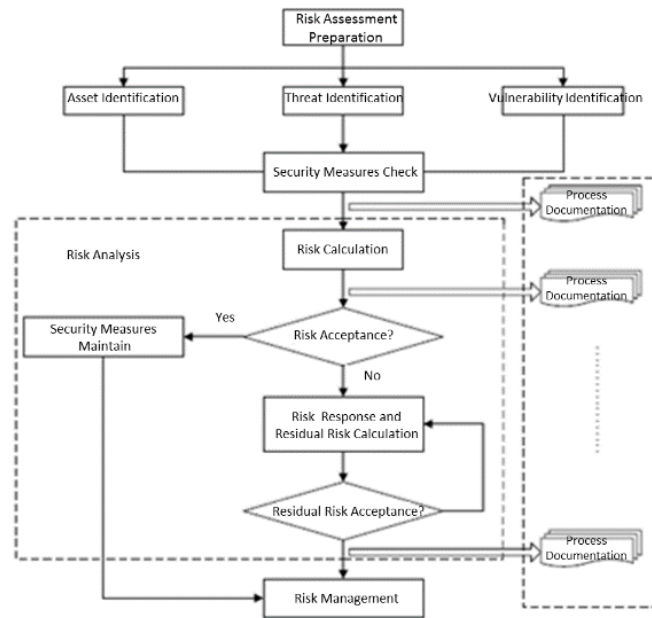 Risk Assessment
Preparation
Asset Identification
Threat Identification
Vulnerability Identification
Security Measures Check
Process
Documentation
Risk Calculation
Risk Analysis
Process
Documentation
Security Measures
Maintain
Yes
Risk Acceptance?
No
Risk Response and
Residual Risk Calculation
Residual Risk Acceptance?
Process
Documentation
Risk Management